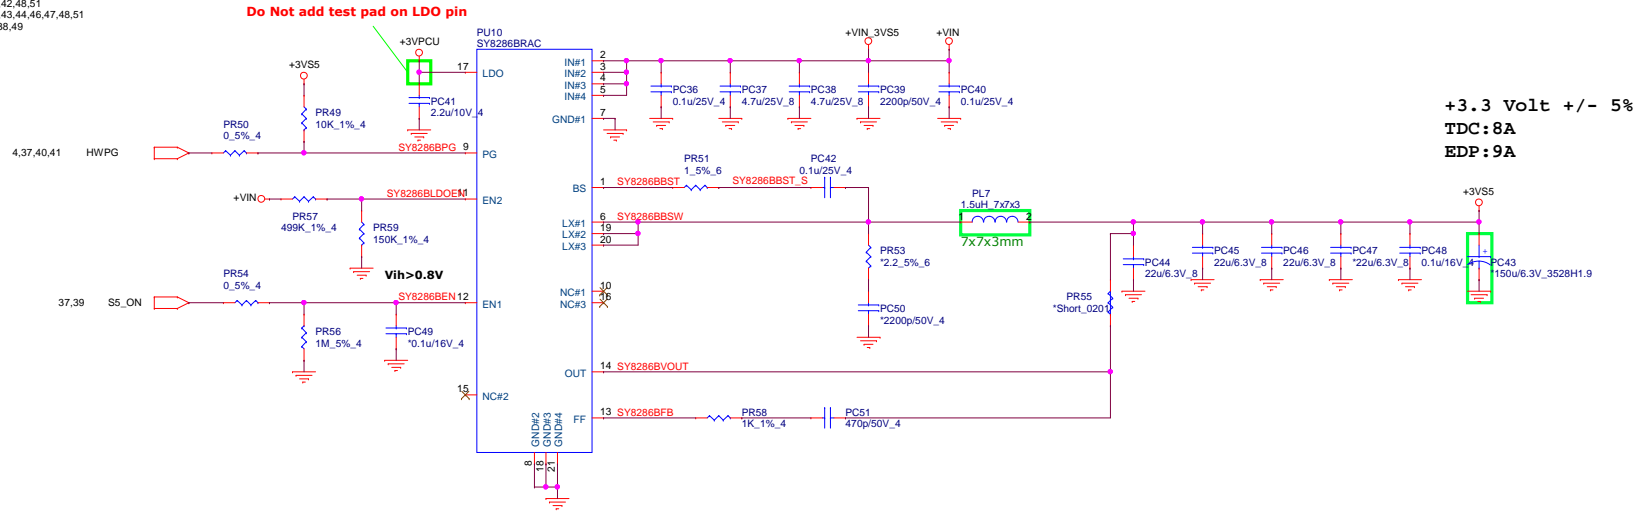 42,48,51
43,44,46,47,48,51
38,49
Do Not add test pad on LDO pin
+3VPCU
PU10
SY8286BRAC
+VIN_3VS5
+VIN
+3VS5
17
LDO
IN#1
IN#2
IN#3
IN#4
2
3
4
5
PC41
2.2u/10V_4
PC36
0.1u/25V_4
PC37
4.7u/25V_8
PC38
4.7u/25V_8
PC39
2200p/50V_4
PC40
0.1u/25V_4
+3.3 Volt +/- 5%
TDC:8A
EDP:9A
PR49
10K_1%_4
GND#1
7
PR50
0_5%_4
4,37,40,41
HWPG
SY8286BPG
9
PG
PR51
1_5%_6
PC42
0.1u/25V_4
BS
1
SY8286BBST
SY8286BBST_S
+VIN
SY8286BLDOEN
11
EN2
PL7
1.5uH_7x7x3
1
2
7x7x3mm
+3VS5
PR57
499K_1%_4
PR59
150K_1%_4
LX#1
LX#2
LX#3
6
19
20
SY8286BBSW
PR53
*2.2_5%_6
PC44
22u/6.3V_8
PC45
22u/6.3V_8
PC46
22u/6.3V_8
PC47
*22u/6.3V_8
PC48
0.1u/16V_4
+
PC43
*150u/6.3V_3528H1.9
Vih>0.8V
PR54
0_5%_4
37,39
S5_ON
SY8286BEN
12
EN1
NC#1
NC#3
10
16
PR55
*Short_0201
PC50
*2200p/50V_4
PR56
1M_5%_4
PC49
*0.1u/16V_4
OUT
14
SY8286BVOUT
15
NC#2
FF
13
SY8286BFB
PR58
1K_1%_4
PC51
470p/50V_4
GND#2
GND#3
GND#4
8
18
21